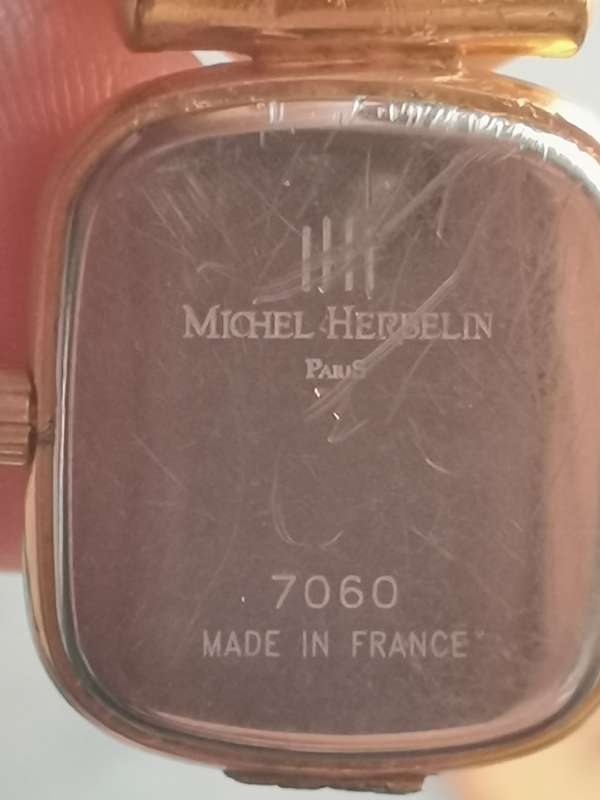 MICHEL HERBELIN
PARIS
7060
MADE IN FRANCE